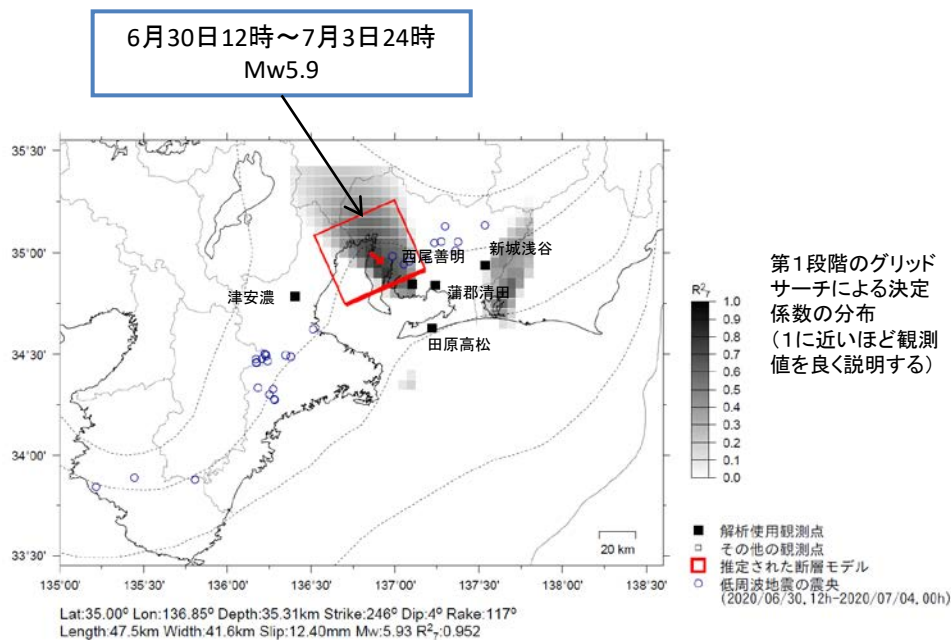 6月30日12時～7月3日24時
Mw5.9
35°30'
35°00'
34°30'
34°00'
33°30'
135°00'
135°30'
136°00'
136°30'
137°00'
137°30'
138°00'
138°30'
西尾善明
新城浅谷
津安濃
蒲郡清田
田原高松
20 km
R²₇
1.0
0.9
0.8
0.7
0.6
0.5
0.4
0.3
0.2
0.1
0.0
第１段階のグリッド
サーチによる決定
係数の分布
（１に近いほど観測
値を良く説明する）
解析使用観測点
その他の観測点
推定された断層モデル
低周波地震の震央
(2020/06/30.12h-2020/07/04.00h)
Lat:35.00º Lon:136.85º Depth:35.31km Strike:246º Dip:4º Rake:117º
Length:47.5km Width:41.6km Slip:12.40mm Mw:5.93 R²₇:0.952